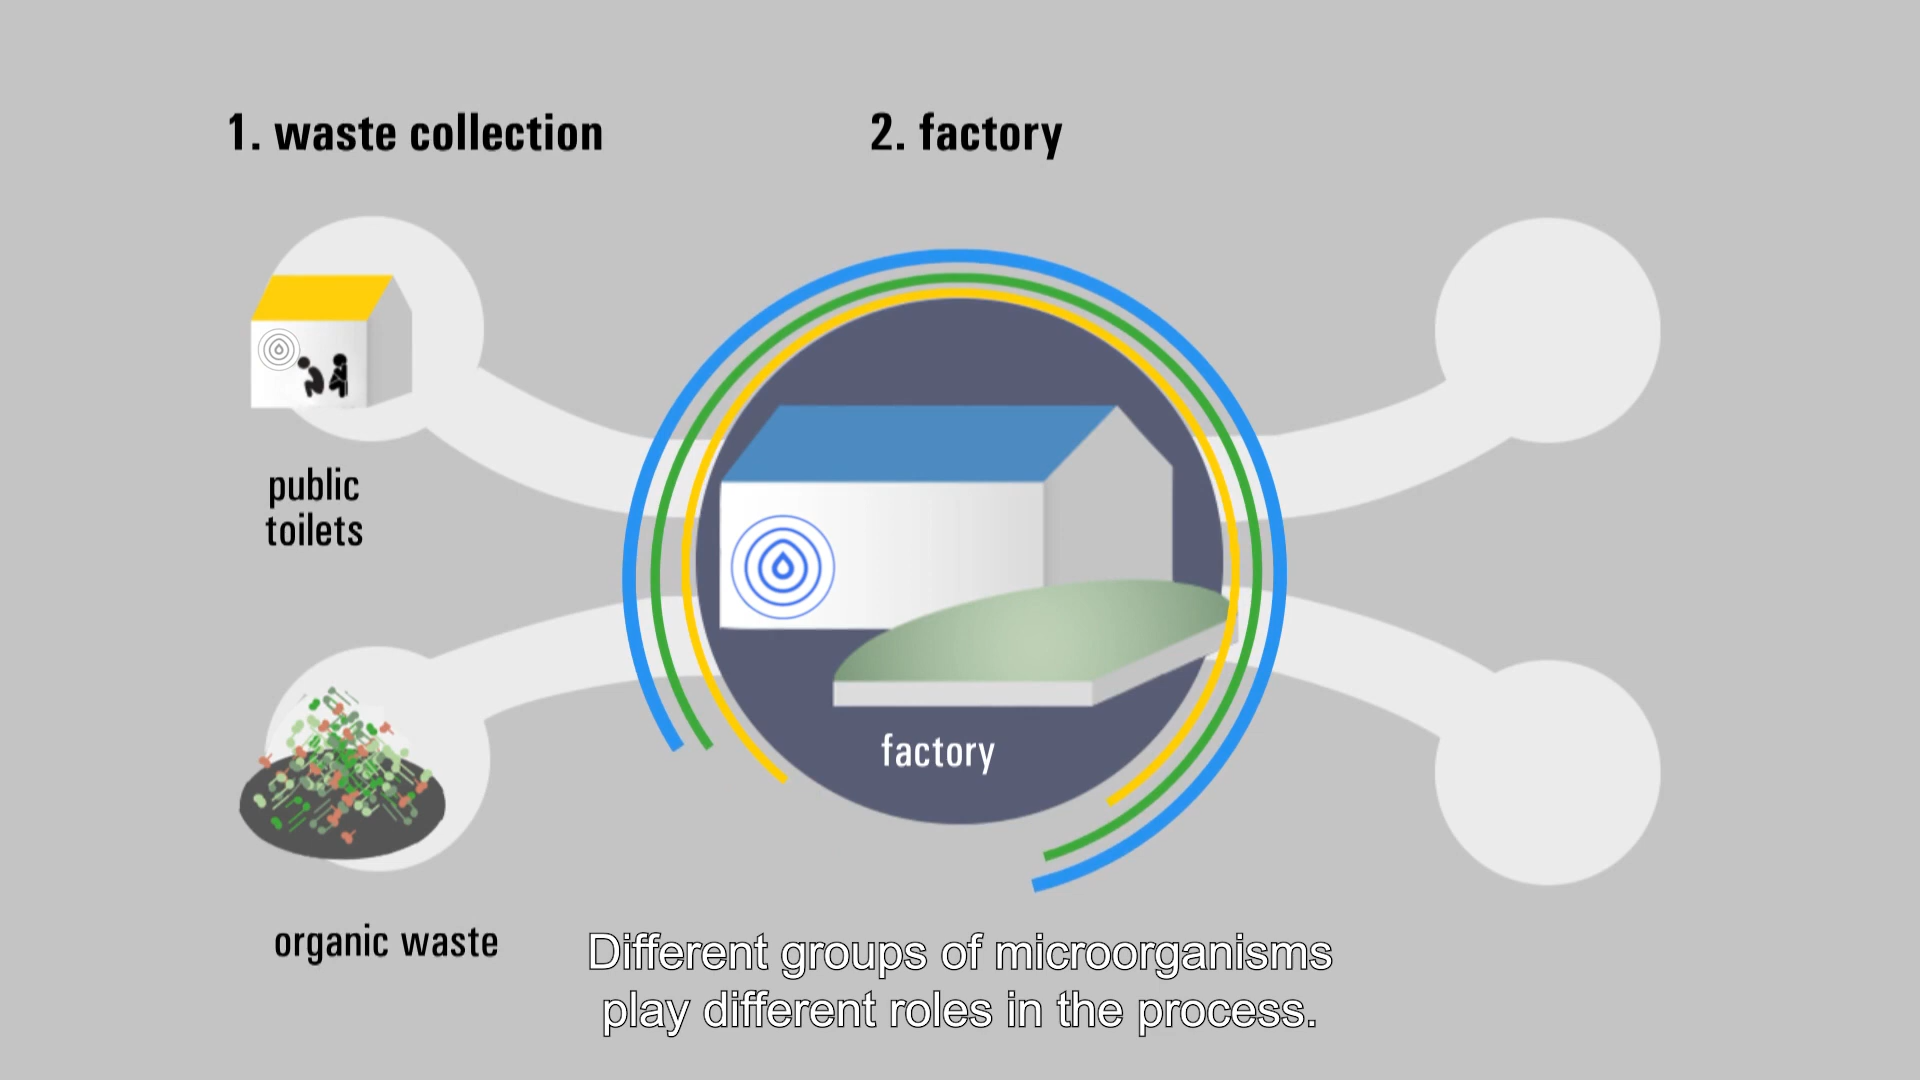 1. waste collection
2. factory
public
toilets
factory
organic waste
Different groups of microorganisms
play different roles in the process.